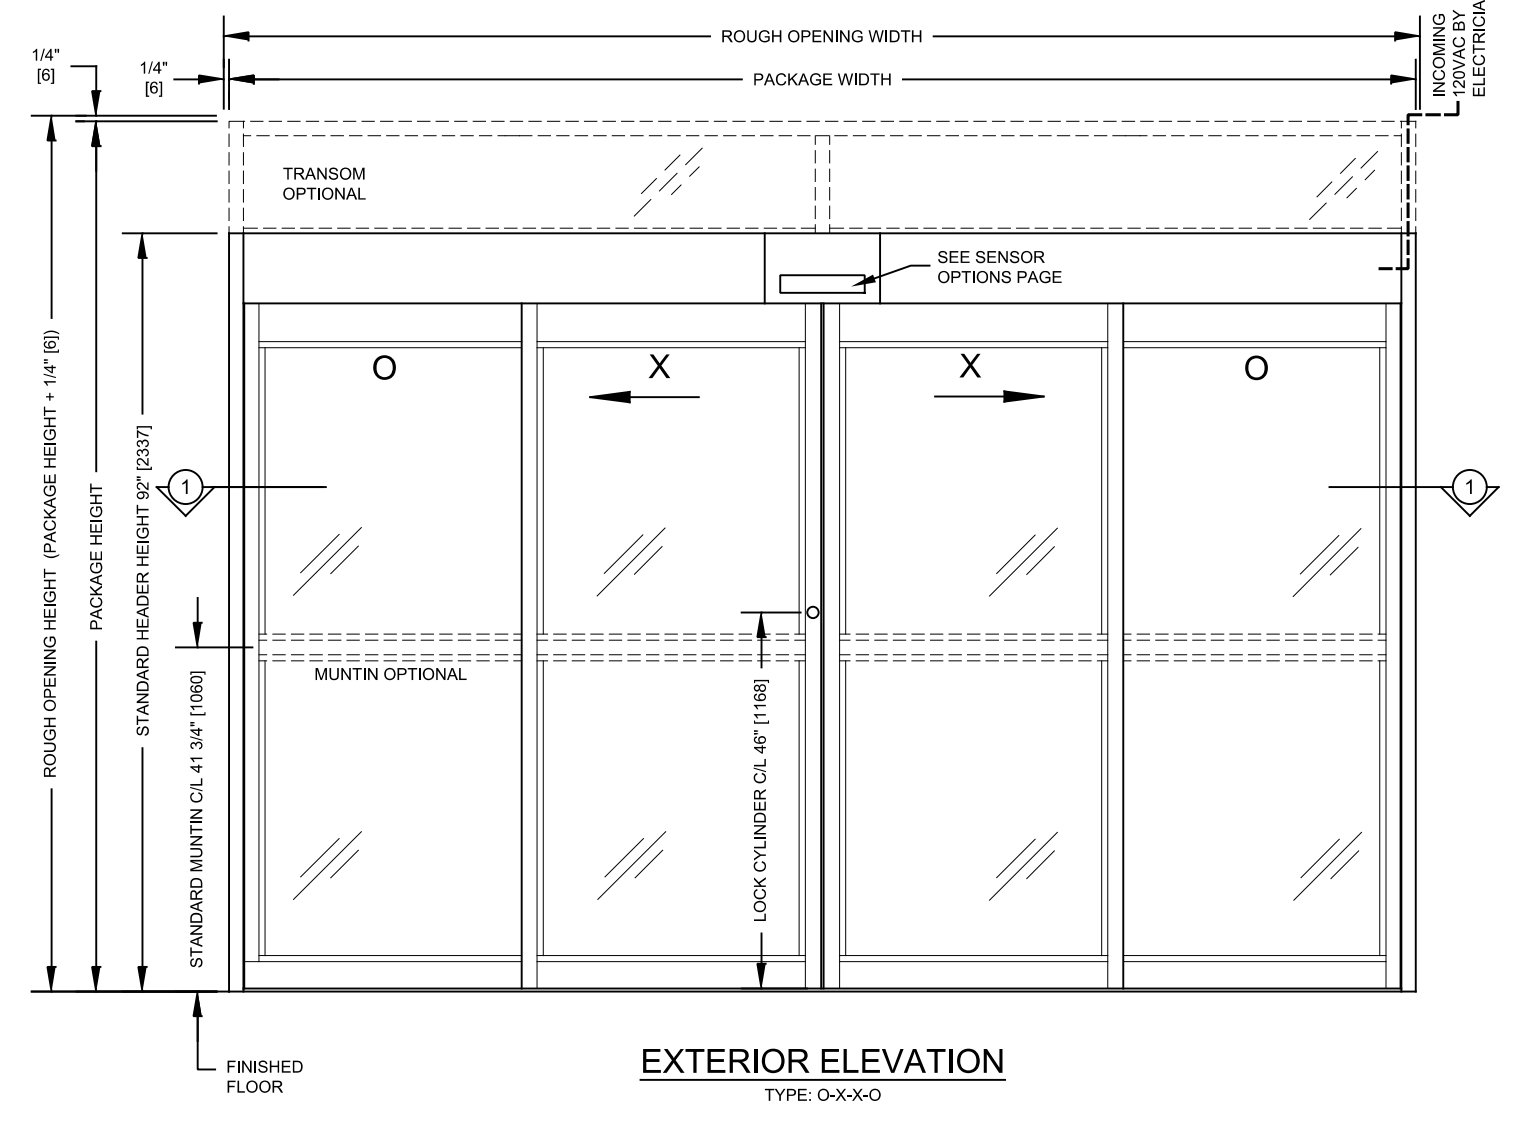 ROUGH OPENING WIDTH
PACKAGE WIDTH
1/4"
[6]
1/4"
[6]
INCOMING
120VAC BY
ELECTRICIA
TRANSOM
OPTIONAL
SEE SENSOR
OPTIONS PAGE
O
X
X
O
1
1
ROUGH OPENING HEIGHT (PACKAGE HEIGHT + 1/4" [6])
PACKAGE HEIGHT
STANDARD HEADER HEIGHT 92" [2337]
STANDARD MUNTIN C/L 41 3/4" [1060]
MUNTIN OPTIONAL
LOCK CYLINDER C/L 46" [1168]
FINISHED
FLOOR
EXTERIOR ELEVATION
TYPE: O-X-X-O